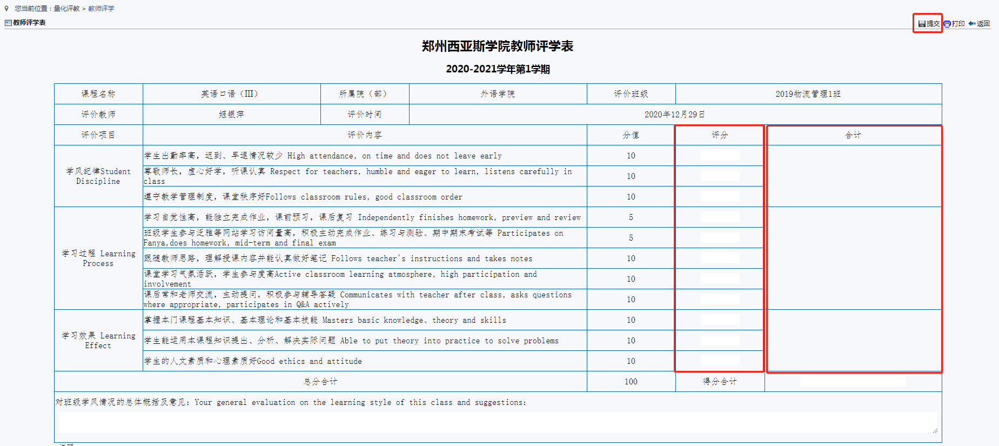 您当前位置：量化评教 > 教师评学
教师评学表
提交 打印 返回
郑州西亚斯学院教师评学表
2020-2021学年第1学期
课程名称 英语口语（III） 所属院（部） 外语学院 评价班级 2019物流管理1班
评价教师 姬银萍 评价时间 2020年12月29日
评价项目 评价内容 分值 评分 合计
学风纪律Student
Discipline
学生出勤率高，迟到、早退情况较少 High attendance, on time and does not leave early 10
尊敬师长，虚心好学，听课认真 Respect for teachers, humble and eager to learn, listens carefully in
class
10
遵守教学管理制度，课堂秩序好Follows classroom rules, good classroom order 10
学习过程 Learning
Process
学习自觉性高，能独立完成作业，课前预习，课后复习 Independently finishes homework, preview and review 5
班级学生参与泛雅等网站学习访问量高，积极主动完成作业、练习与测验、期中期末考试等 Participates on
Fanya,does homework, mid-term and final exam
5
跟随教师思路，理解授课内容并能认真做好笔记 Follows teacher's instructions and takes notes 10
课堂学习气氛活跃，学生参与度高Active classroom learning atmosphere, high participation and
involvement
10
课后常和老师交流，主动提问，积极参与辅导答疑 Communicates with teacher after class, asks questions
where appropriate, participates in Q&A actively
10
学习效果 Learning
Effect
掌握本门课程基本知识、基本理论和基本技能 Masters basic knowledge、theory and skills 10
学生能运用本课程知识提出、分析、解决实际问题 Able to put theory into practice to solve problems 10
学生的人文素质和心理素质好Good ethics and attitude 10
总分合计 100 得分合计
对班级学风情况的总体概括及意见：Your general evaluation on the learning style of this class and suggestions: